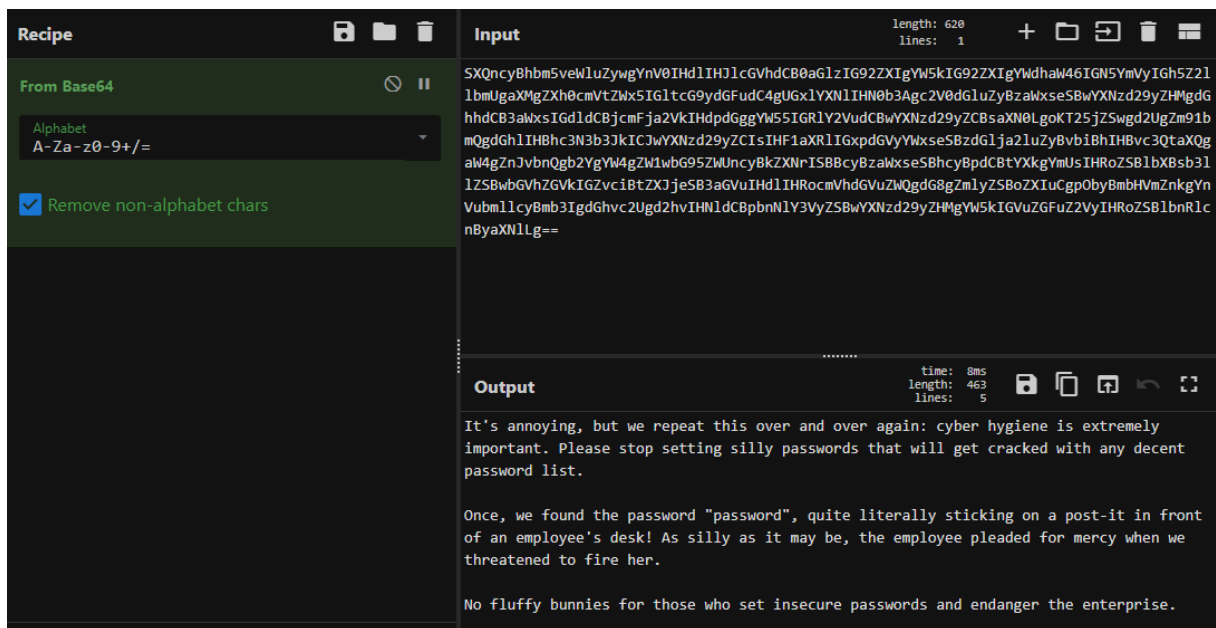 Recipe
From Base64
Alphabet
A-Za-z0-9+/=
Remove non-alphabet chars
Input
length: 620
lines: 1
SXQncyBhbm5veWluZywgYnV0IHdlIHJlcGVhdCB0aGlzIG92ZXIgYW5kIG92ZXIgYWdhaW46IGN5YmVyIGh5Z2l
lbmUgaXMgZXh0cmVtZWx5IGltcG9ydGFudC4gUGxlYXNlIHN0b3Agc2V0dGluZyBzaWxseSBwYXNzd29yZHMgdG
hhdCB3aWxsIGdldCBjcmFja2VkIHdpdGggYW55IGRlY2VudCBwYXNzd29yZCBsaXN0LgoKT25jZSwgd2UgZm91b
mQgdGhlIHBhc3N3b3JkICJwYXNzd29yZCIsIHF1aXRlIGxpdGVyYWxseSBzdGlja2luZyBvbiBhIHBvc3QtaXQg
aW4gZnJvbnQgb2YgYW4gZW1wbG95ZWUncyBkZXNrISBBcyBzaWxseSBhcyBpdCBtYXkgYmUsIHRoZSBlbXBsb3l
lZSBwbGVhZGVkIGZvciBtZXJjeSB3aGVuIHdlIHRocmVhdGVuZWQgdG8gZmlyZSBoZXIuCgpObyBmbHVmZnkgYn
VubmllcyBmb3IgdGhvc2Ugd2hvIHNldCBpbnNlY3VyZSBwYXNzd29yZHMgYW5kIGVuZGFuZ2VyIHRoZSBlbnRlc
nByaXNlLg==
Output
time: 8ms
length: 463
lines: 5
It's annoying, but we repeat this over and over again: cyber hygiene is extremely
important. Please stop setting silly passwords that will get cracked with any decent
password list.
Once, we found the password "password", quite literally sticking on a post-it in front
of an employee's desk! As silly as it may be, the employee pleaded for mercy when we
threatened to fire her.
No fluffy bunnies for those who set insecure passwords and endanger the enterprise.